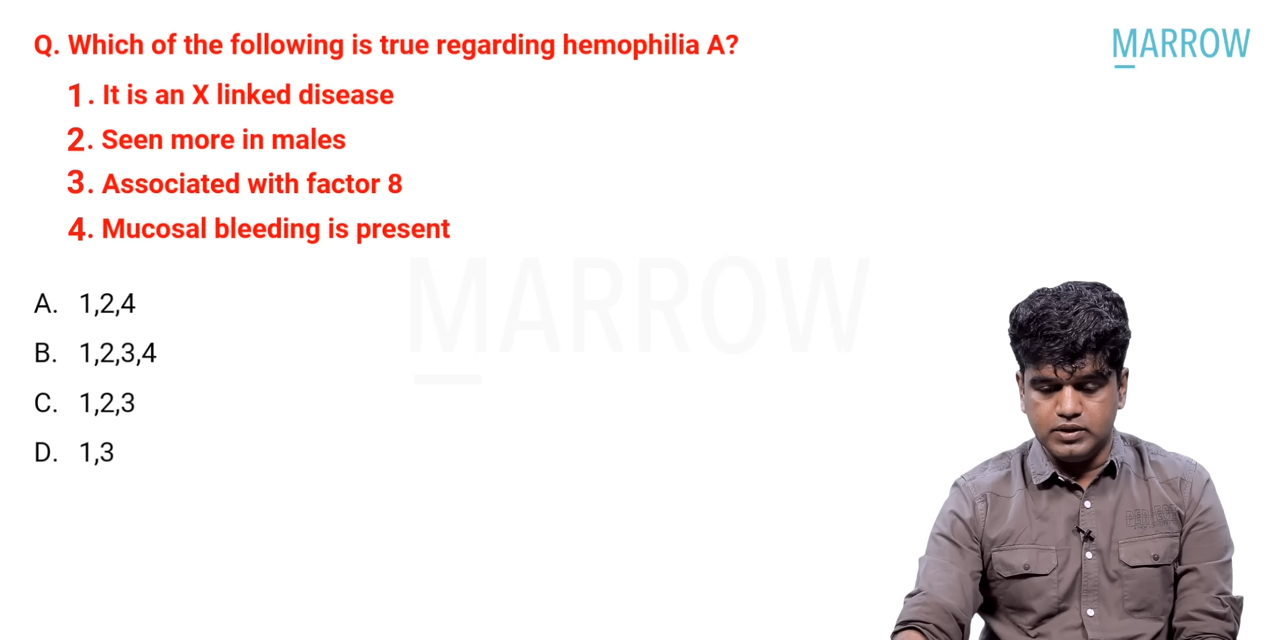 Q. Which of the following is true regarding hemophilia A?
MARROW
1. It is an X linked disease
2. Seen more in males
3. Associated with factor 8
4. Mucosal bleeding is present
MARROW
A. 1,2,4
B. 1,2,3,4
C. 1,2,3
D. 1,3